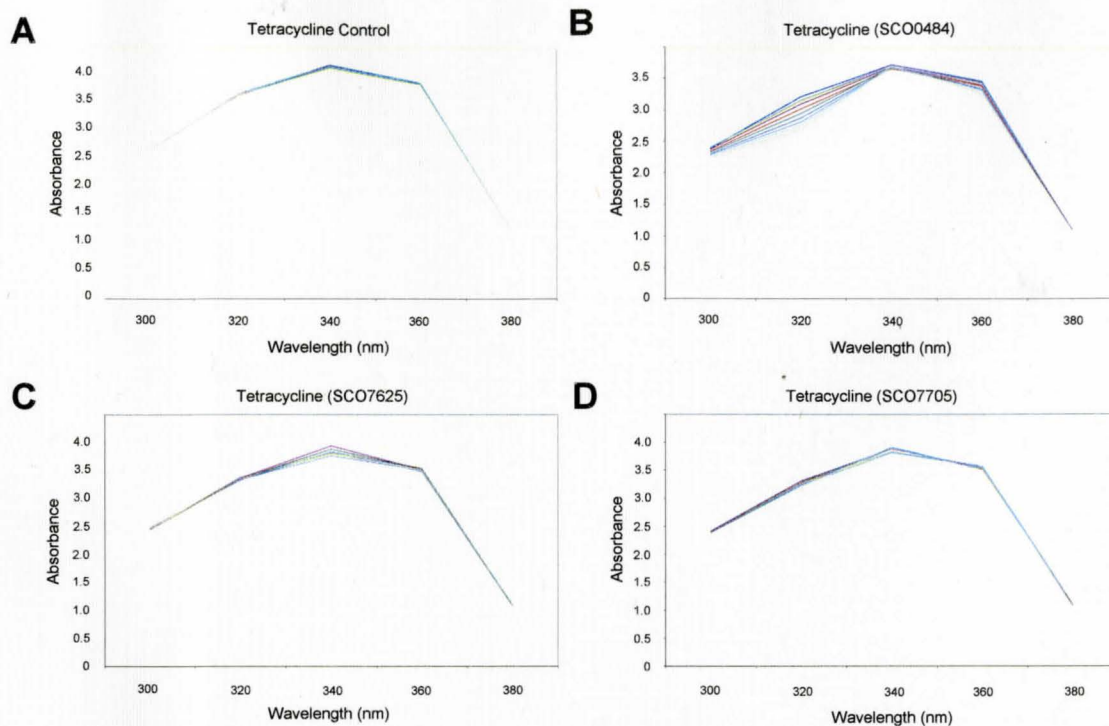 A
Tetracycline Control
Absorbance
4.0
3.5
3.0
2.5
2.0
1.5
1.0
0.5
0
300 320 340 360 380
Wavelength (nm)
B
Tetracycline (SCO0484)
Absorbance
3.5
3.0
2.5
2.0
1.5
1.0
0.5
0
300 320 340 360 380
Wavelength (nm)
C
Tetracycline (SCO7625)
Absorbance
4.0
3.5
3.0
2.5
2.0
1.5
1.0
0.5
0
300 320 340 360 380
Wavelength (nm)
D
Tetracycline (SCO7705)
Absorbance
4.0
3.5
3.0
2.5
2.0
1.5
1.0
0.5
0
300 320 340 360 380
Wavelength (nm)